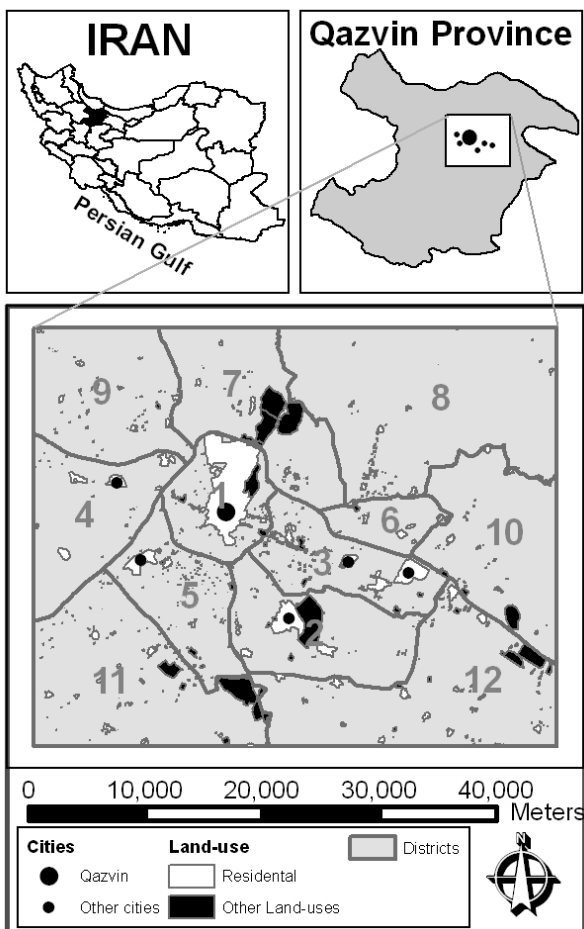 IRAN
Persian Gulf
Qazvin Province
9
7
8
4
1
6
10
3
5
2
11
12
0 10,000 20,000 30,000 40,000 Meters
N
Cities
Qazvin
Other cities
Land-use
Residental
Other Land-uses
Districts